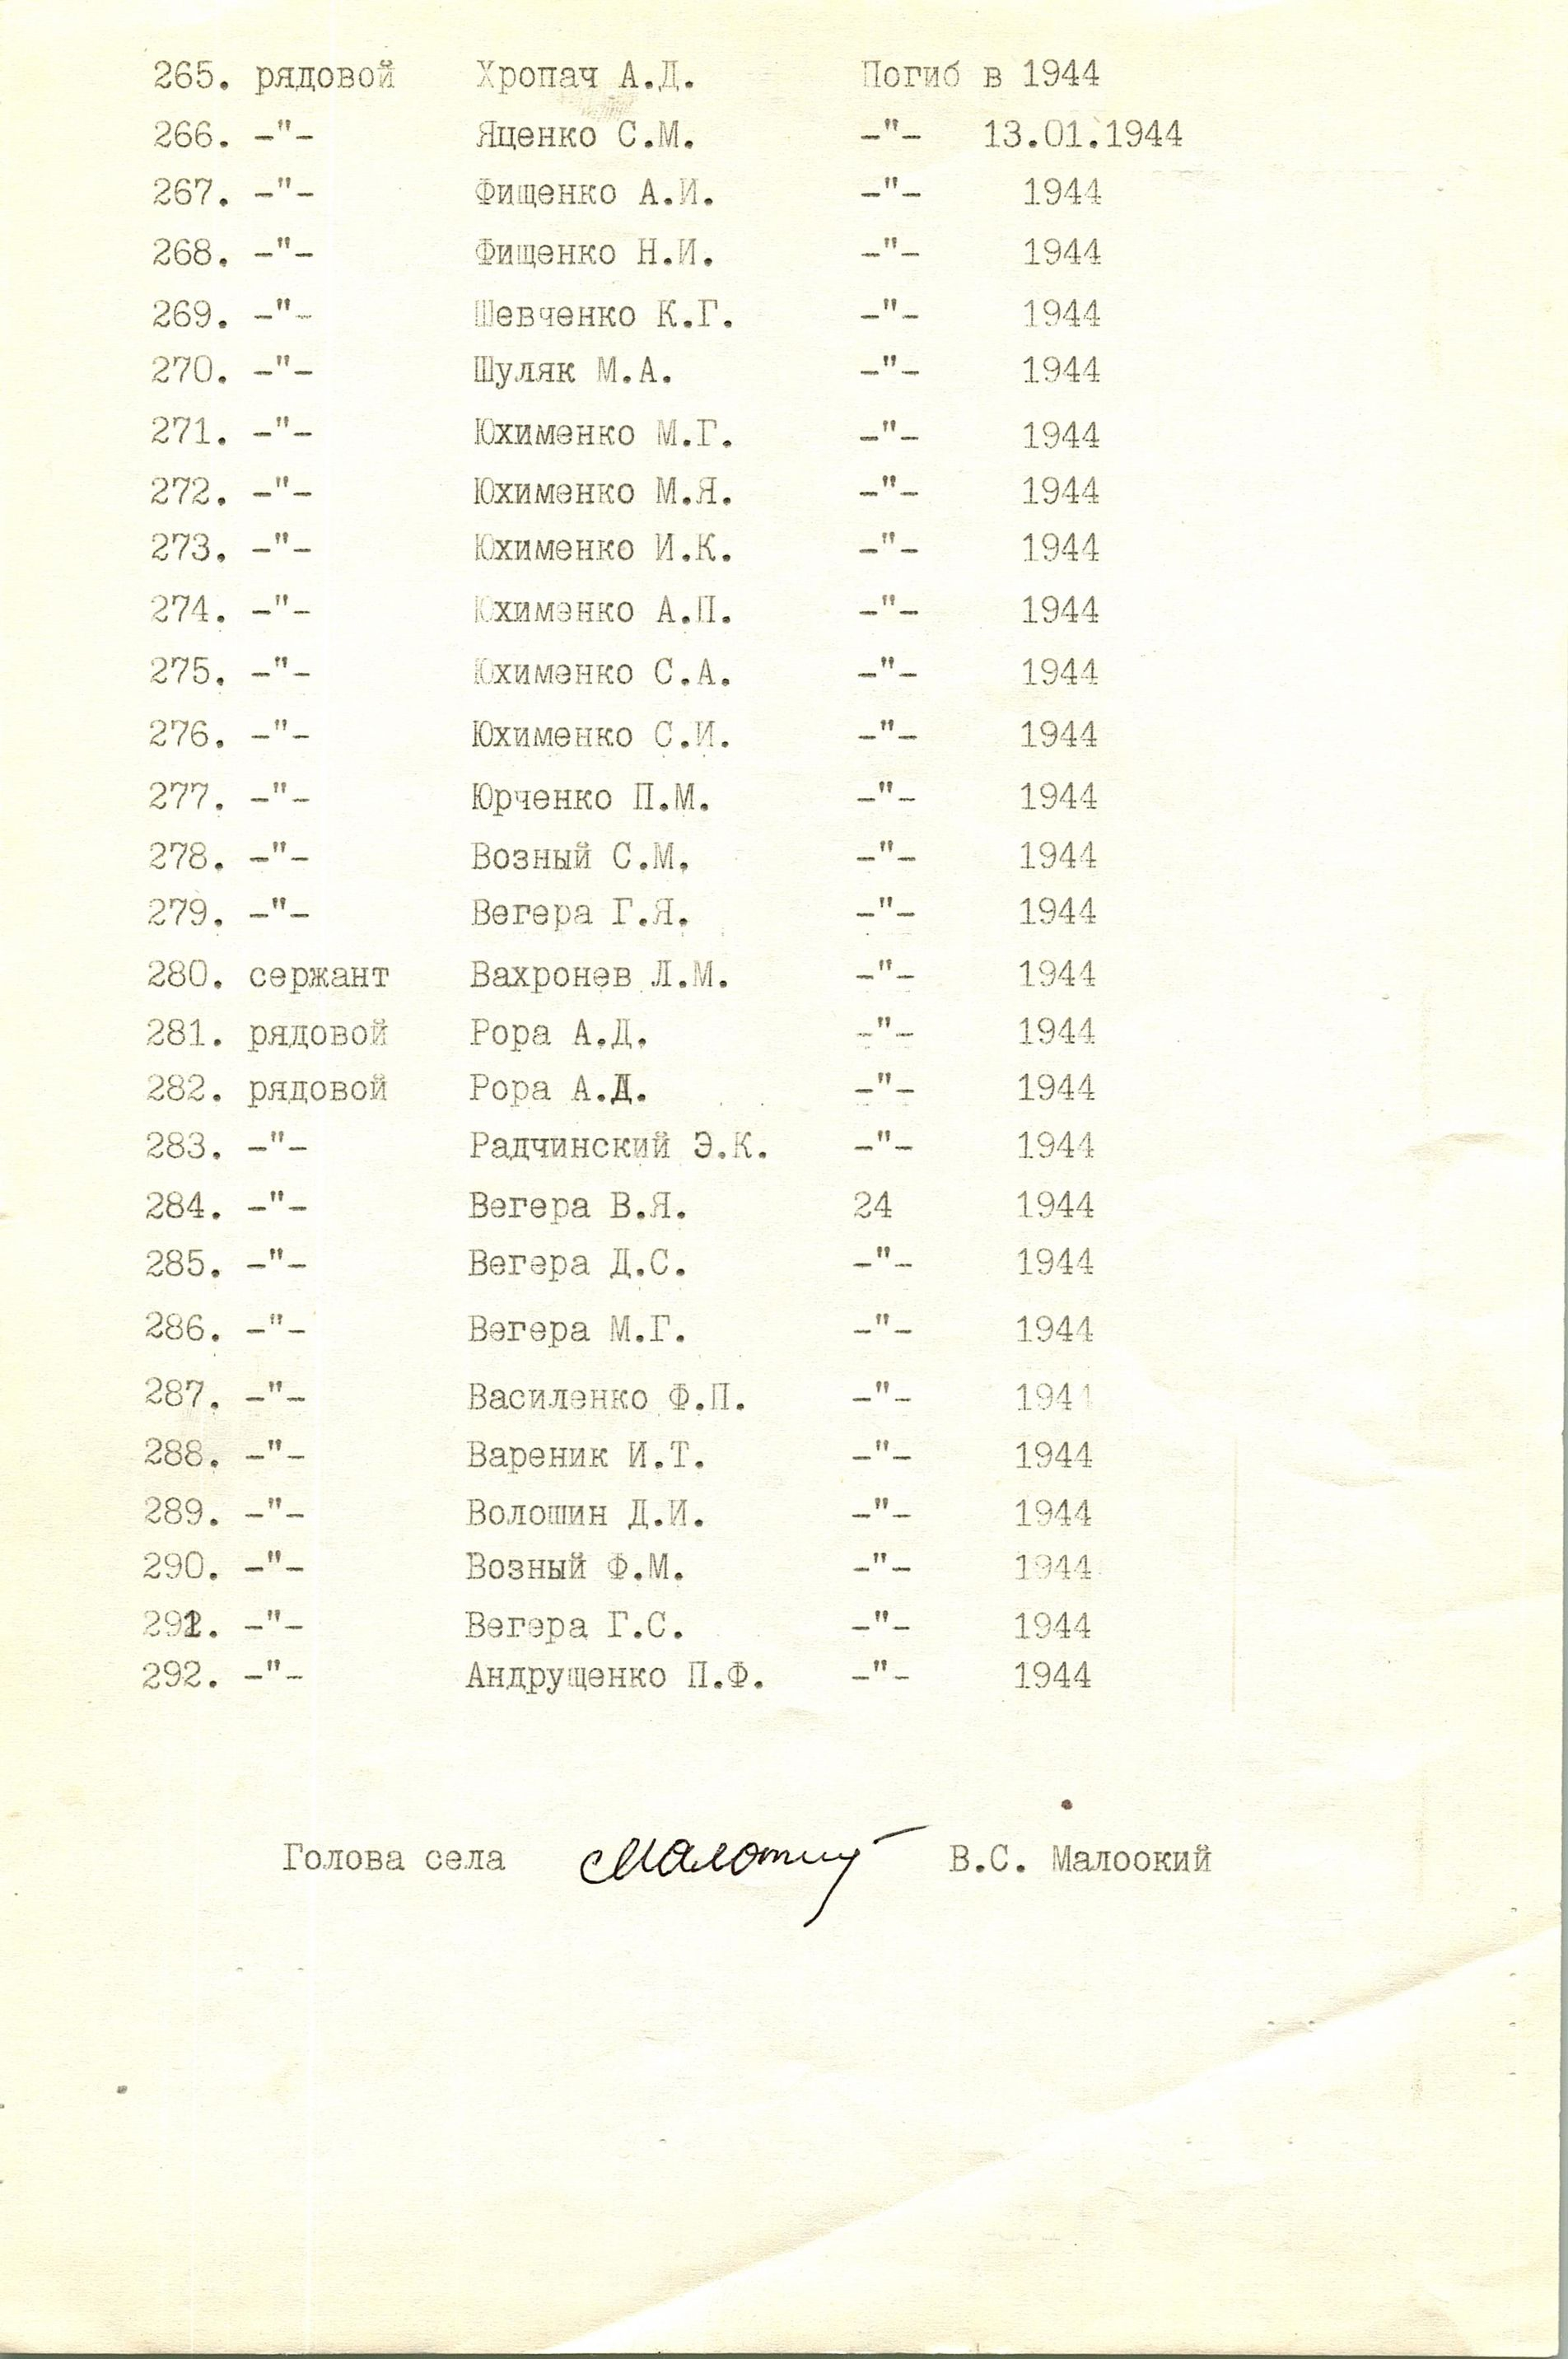 265. рядовой Хропач А.Д. Погиб в 1944
266. -"- Яценко С.М. -"- 13.01.1944
267. -"- Фищенко А.И. -"- 1944
268. -"- Фищенко Н.И. -"- 1944
269. -"- Шевченко К.Г. -"- 1944
270. -"- Шуляк М.А. -"- 1944
271. -"- Юхименко М.Г. -"- 1944
272. -"- Юхименко М.Я. -"- 1944
273. -"- Юхименко И.К. -"- 1944
274. -"- Юхименко А.П. -"- 1944
275. -"- Юхименко С.А. -"- 1944
276. -"- Юхименко С.И. -"- 1944
277. -"- Юрченко П.М. -"- 1944
278. -"- Возный С.М. -"- 1944
279. -"- Вегера Г.Я. -"- 1944
280. сержант Вахронев Л.М. -"- 1944
281. рядовой Рора А.Д. -"- 1944
282. рядовой Рора А.Д. -"- 1944
283. -"- Радчинский Э.К. -"- 1944
284. -"- Вегера В.Я. 24 1944
285. -"- Вегера Д.С. -"- 1944
286. -"- Вегера М.Г. -"- 1944
287. -"- Василенко Ф.П. -"- 1944
288. -"- Вареник И.Т. -"- 1944
289. -"- Волошин Д.И. -"- 1944
290. -"- Возный Ф.М. -"- 1944
291. -"- Вегера Г.С. -"- 1944
292. -"- Андрущенко П.Ф. -"- 1944
Голова села В.С. Малоокий